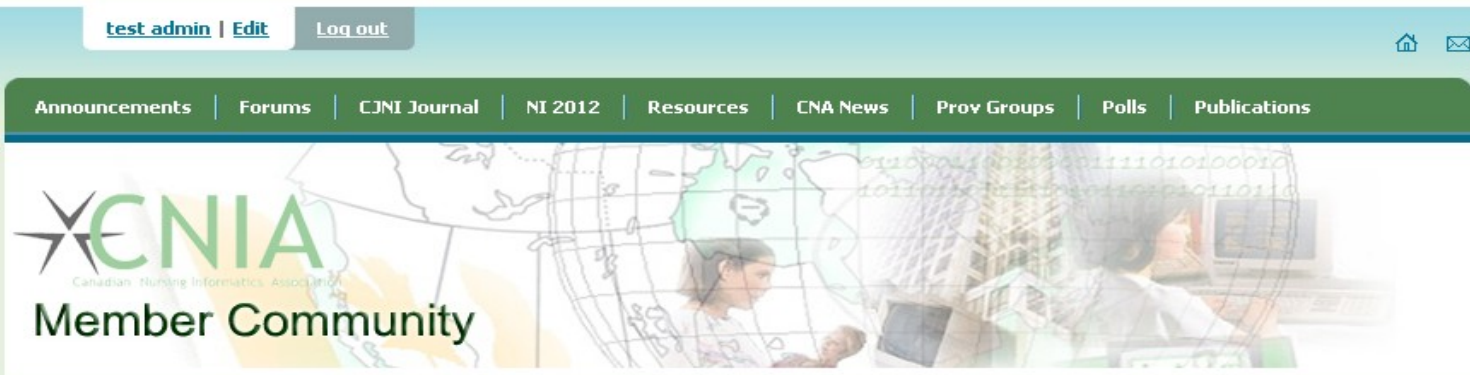 test admin | Edit Log out
Announcements | Forums | CJNI Journal | NI 2012 | Resources | CNA News | Prov Groups | Polls | Publications
CNIA
Canadian Nursing Informatics Association
Member Community